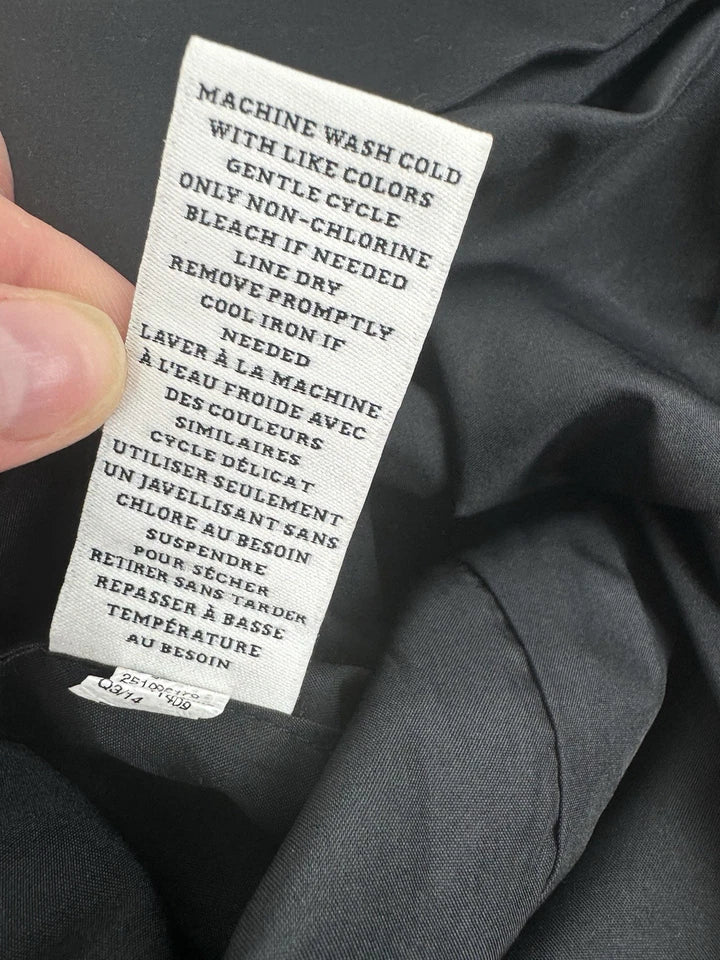 MACHINE WASH COLD
WITH LIKE COLORS
GENTLE CYCLE
ONLY NON-CHLORINE
BLEACH IF NEEDED
LINE DRY
REMOVE PROMPTLY
COOL IRON IF
NEEDED
LAVER À LA MACHINE
À L'EAU FROIDE AVEC
DES COULEURS
SIMILAIRES
CYCLE DÉLICAT
UTILISER SEULEMENT
UN JAVELLISANT SANS
CHLORE AU BESOIN
SUSPENDRE
POUR SÉCHER
RETIRER SANS TARDER
REPASSER À BASSE
TEMPÉRATURE
AU BESOIN
Q3/14